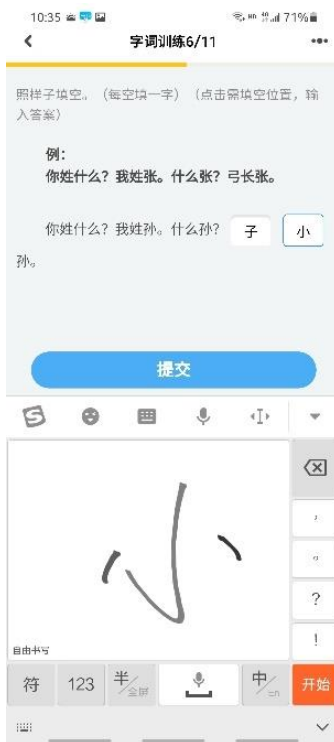 10:35 71%
字词训练6/11
照样子填空。（每空填一字）（点击需填空位置，输
入答案）
例：
你姓什么？我姓张。什么张？弓长张。
你姓什么？我姓孙。什么孙？ 子 小
孙。
提交
小
，
。
？
！
自由书写
符 123 半/全屏 中/En 开始